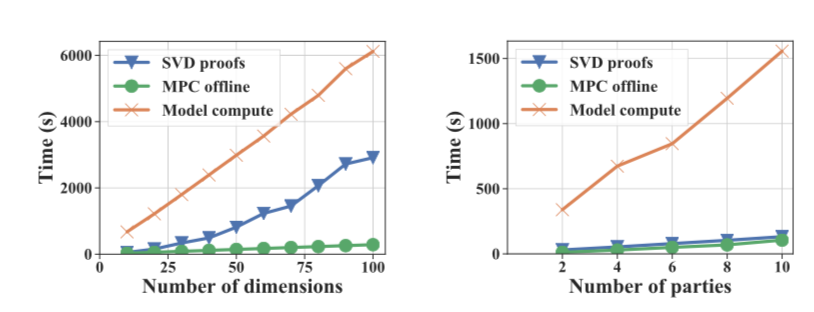 6000
4000
2000
0
Time (s)
SVD proofs
MPC offline
Model compute
0 25 50 75 100
Number of dimensions
1500
1000
500
0
Time (s)
SVD proofs
MPC offline
Model compute
2 4 6 8 10
Number of parties